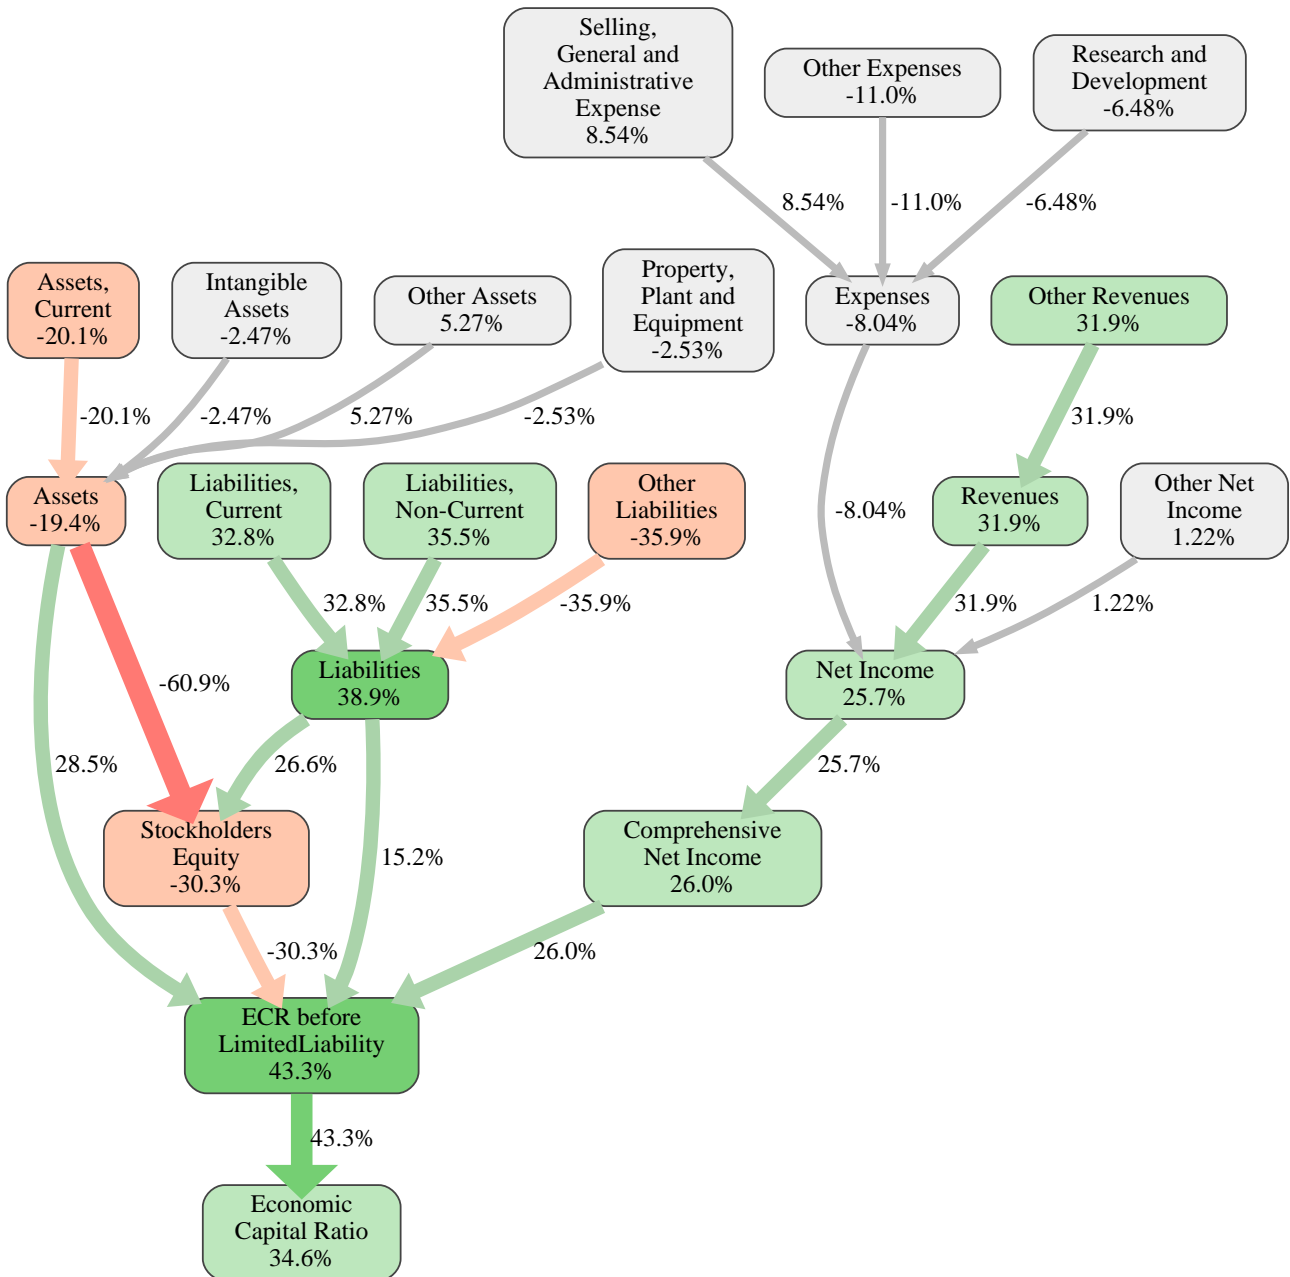 Selling,
General and
Administrative
Expense
8.54%
Other Expenses
-11.0%
Research and
Development
-6.48%
8.54%
-11.0%
-6.48%
Assets,
Current
-20.1%
Intangible
Assets
-2.47%
Other Assets
5.27%
Property,
Plant and
Equipment
-2.53%
Expenses
-8.04%
Other Revenues
31.9%
-20.1%
-2.47%
5.27%
-2.53%
31.9%
Assets
-19.4%
Liabilities,
Current
32.8%
Liabilities,
Non-Current
35.5%
Other
Liabilities
-35.9%
-8.04%
Revenues
31.9%
Other Net
Income
1.22%
32.8%
35.5%
-35.9%
31.9%
1.22%
-60.9%
Liabilities
38.9%
Net Income
25.7%
28.5%
26.6%
25.7%
Stockholders
Equity
-30.3%
15.2%
Comprehensive
Net Income
26.0%
-30.3%
26.0%
ECR before
LimitedLiability
43.3%
43.3%
Economic
Capital Ratio
34.6%